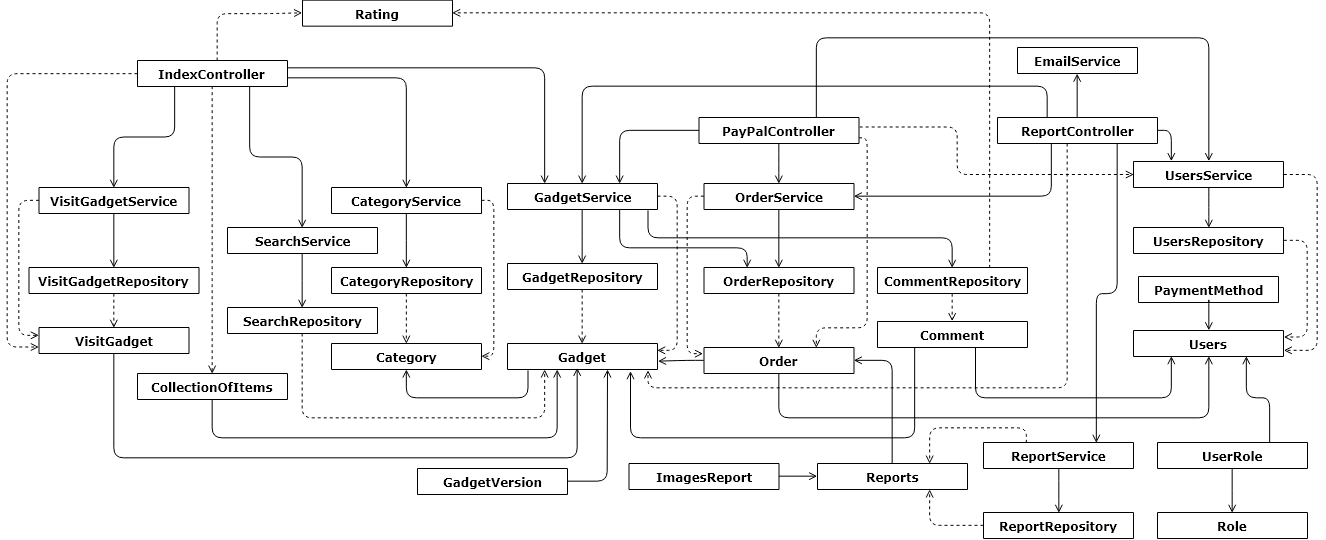 Rating
EmailService
IndexController
PayPalController
ReportController
UsersService
VisitGadgetService
CategoryService
GadgetService
OrderService
SearchService
UsersRepository
VisitGadgetRepository
CategoryRepository
GadgetRepository
OrderRepository
CommentRepository
PaymentMethod
SearchRepository
VisitGadget
Comment
Users
Category
Gadget
Order
CollectionOfItems
ReportService
UserRole
GadgetVersion
ImagesReport
Reports
ReportRepository
Role